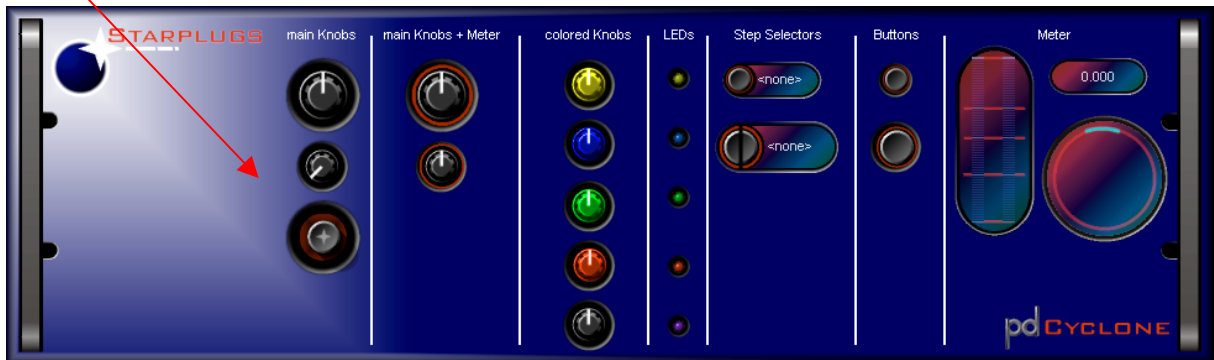 STARPLUGS
main Knobs
main Knobs + Meter
colored Knobs
LEDs
Step Selectors
Buttons
Meter
<none>
0.000
<none>
pd CYCLONE